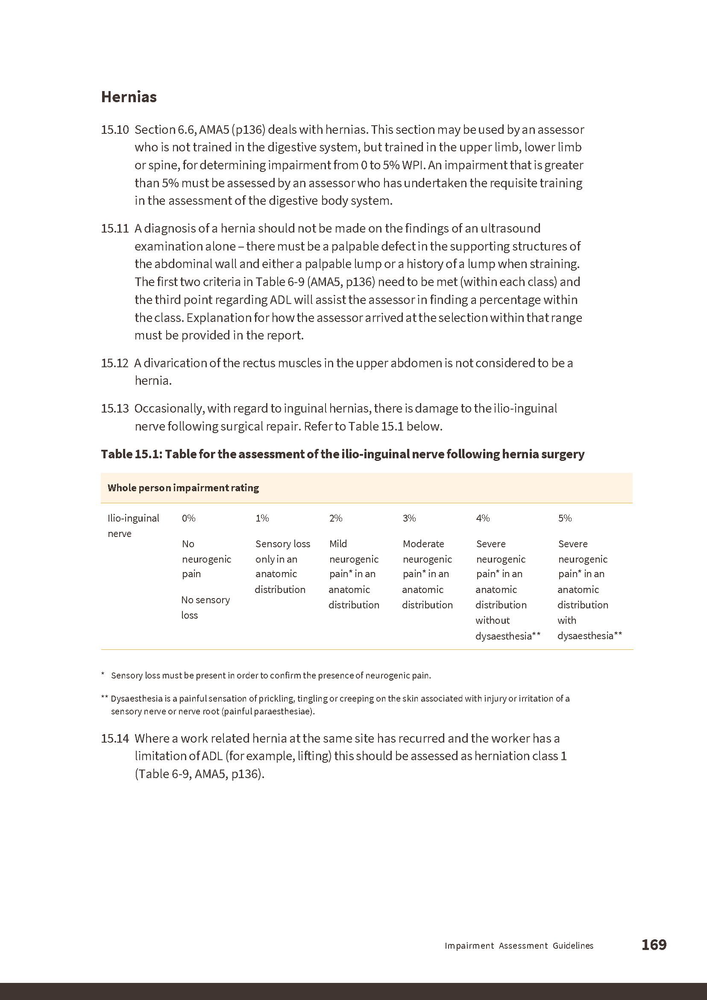 Hernias
15.10 Section 6.6, AMA5 (p136) deals with hernias. This section may be used by an assessor
who is not trained in the digestive system, but trained in the upper limb, lower limb
or spine, for determining impairment from 0 to 5% WPI. An impairment that is greater
than 5% must be assessed by an assessor who has undertaken the requisite training
in the assessment of the digestive body system.
15.11 A diagnosis of a hernia should not be made on the findings of an ultrasound
examination alone – there must be a palpable defect in the supporting structures of
the abdominal wall and either a palpable lump or a history of a lump when straining.
The first two criteria in Table 6-9 (AMA5, p136) need to be met (within each class) and
the third point regarding ADL will assist the assessor in finding a percentage within
the class. Explanation for how the assessor arrived at the selection within that range
must be provided in the report.
15.12 A divarication of the rectus muscles in the upper abdomen is not considered to be a
hernia.
15.13 Occasionally, with regard to inguinal hernias, there is damage to the ilio-inguinal
nerve following surgical repair. Refer to Table 15.1 below.
Table 15.1: Table for the assessment of the ilio-inguinal nerve following hernia surgery
Whole person impairment rating
Ilio-inguinal
nerve
0%
No
neurogenic
pain
No sensory
loss
1%
Sensory loss
only in an
anatomic
distribution
2%
Mild
neurogenic
pain* in an
anatomic
distribution
3%
Moderate
neurogenic
pain* in an
anatomic
distribution
4%
Severe
neurogenic
pain* in an
anatomic
distribution
without
dysaesthesia**
5%
Severe
neurogenic
pain* in an
anatomic
distribution
with
dysaesthesia**
* Sensory loss must be present in order to confirm the presence of neurogenic pain.
** Dysaesthesia is a painful sensation of prickling, tingling or creeping on the skin associated with injury or irritation of a
sensory nerve or nerve root (painful paraesthesiae).
15.14 Where a work related hernia at the same site has recurred and the worker has a
limitation of ADL (for example, lifting) this should be assessed as herniation class 1
(Table 6-9, AMA5, p136).
Impairment Assessment Guidelines 169